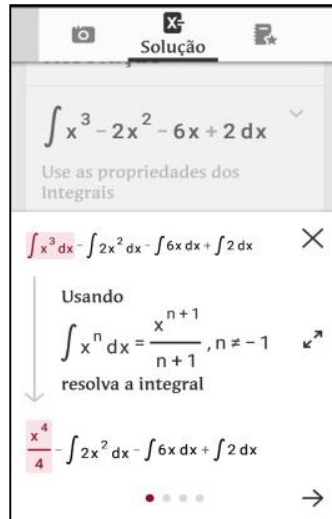 Solução
∫ x³ - 2x² - 6x + 2 dx
Use as propriedades dos
Integrais
∫x³ dx - ∫2x² dx - ∫6x dx + ∫2 dx
Usando
∫ xⁿ dx = xⁿ⁺¹/(n+1), n ≠ -1
resolva a integral
x⁴/4 - ∫2x² dx - ∫6x dx + ∫2 dx